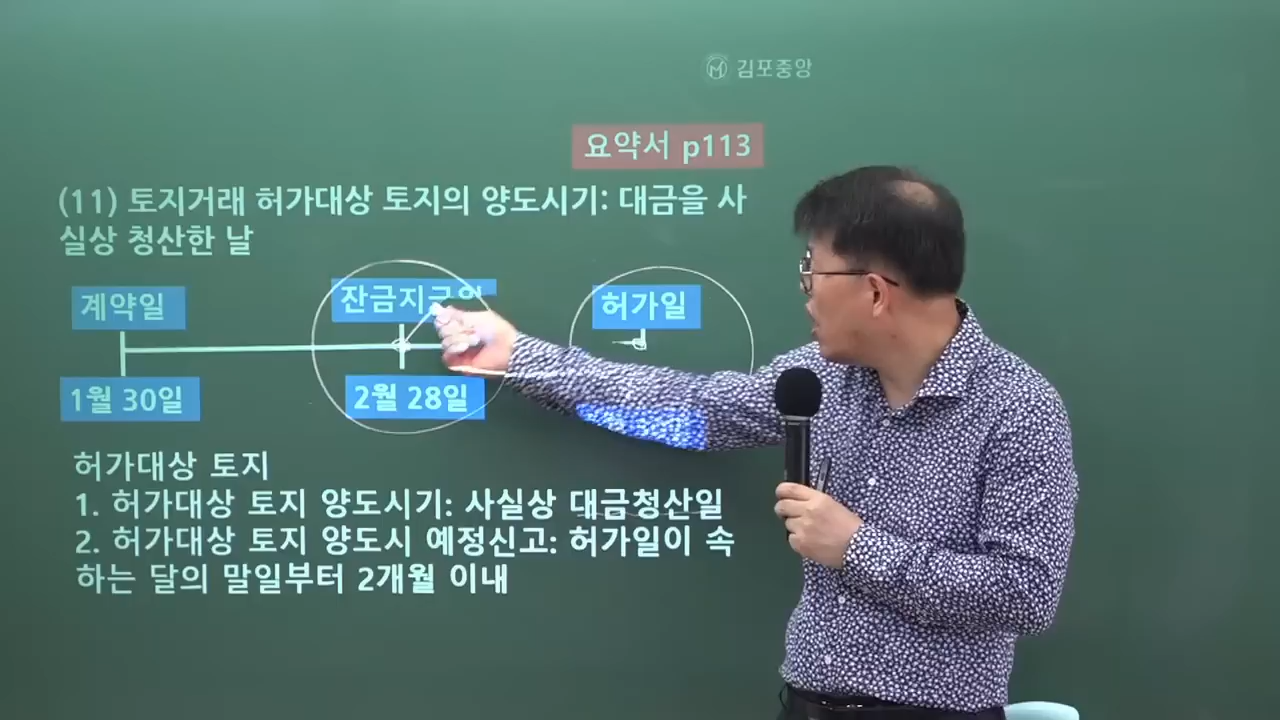 김포중앙
요약서 p113
(11) 토지거래 허가대상 토지의 양도시기: 대금을 사
실상 청산한 날
계약일
잔금지급일
허가일
1월 30일
2월 28일
허가대상 토지
1. 허가대상 토지 양도시기: 사실상 대금청산일
2. 허가대상 토지 양도시 예정신고: 허가일이 속
하는 달의 말일부터 2개월 이내